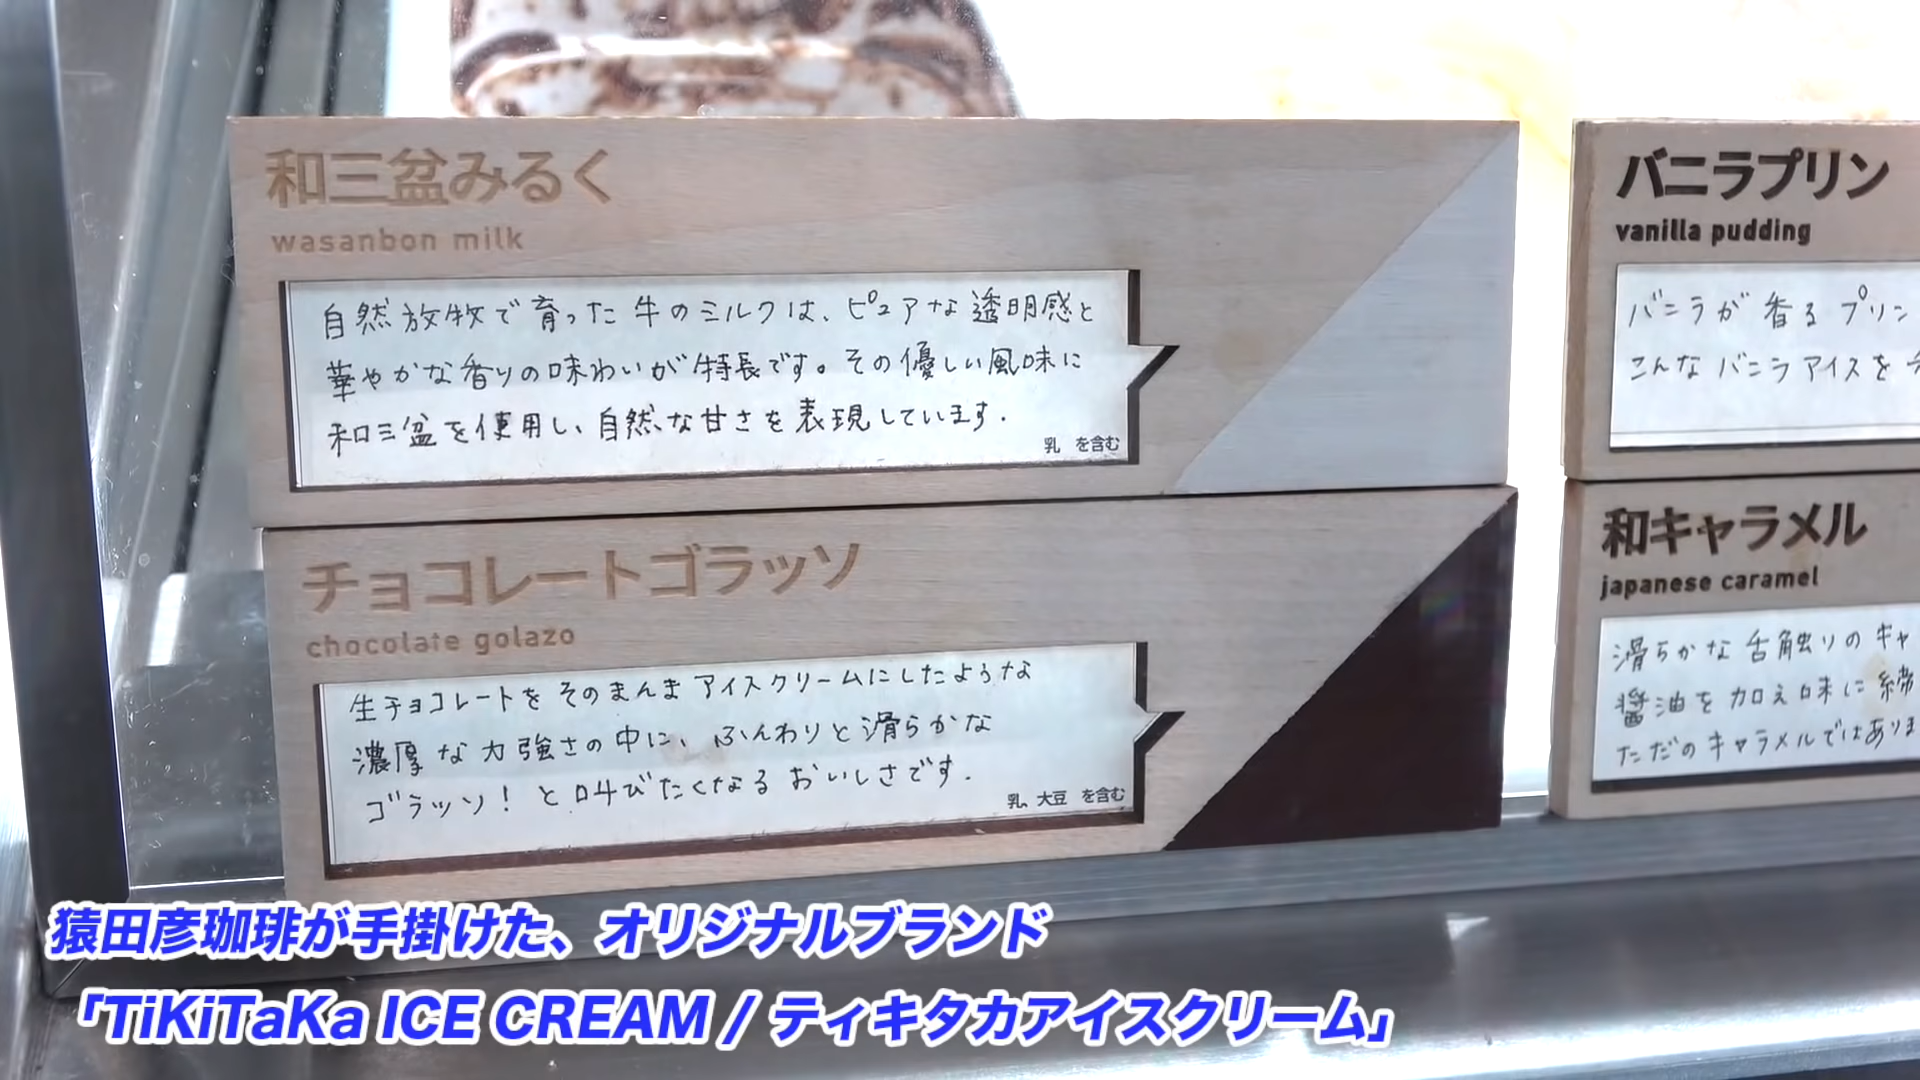 和三盆みるく
wasanbon milk
自然放牧で育った牛のミルクは、ピュアな透明感と
華やかな香りの味わいが特長です。その優しい風味に
和三盆を使用し、自然な甘さを表現しています.
乳 を含む
チョコレートゴラッソ
chocolate golazo
生チョコレートをそのまんまアイスクリームにしたような
濃厚な力強さの中に、ふんわりと滑らかな
ゴラッソ！と叫びたくなるおいしさです.
乳、大豆 を含む
バニラプリン
vanilla pudding
バニラが香るプリン
こんなバニラアイスを
和キャラメル
japanese caramel
滑らかな舌触りのキャ
醤油を加え味に締
ただのキャラメルではありま
猿田彦珈琲が手掛けた、オリジナルブランド
「TiKiTaKa ICE CREAM / ティキタカアイスクリーム」